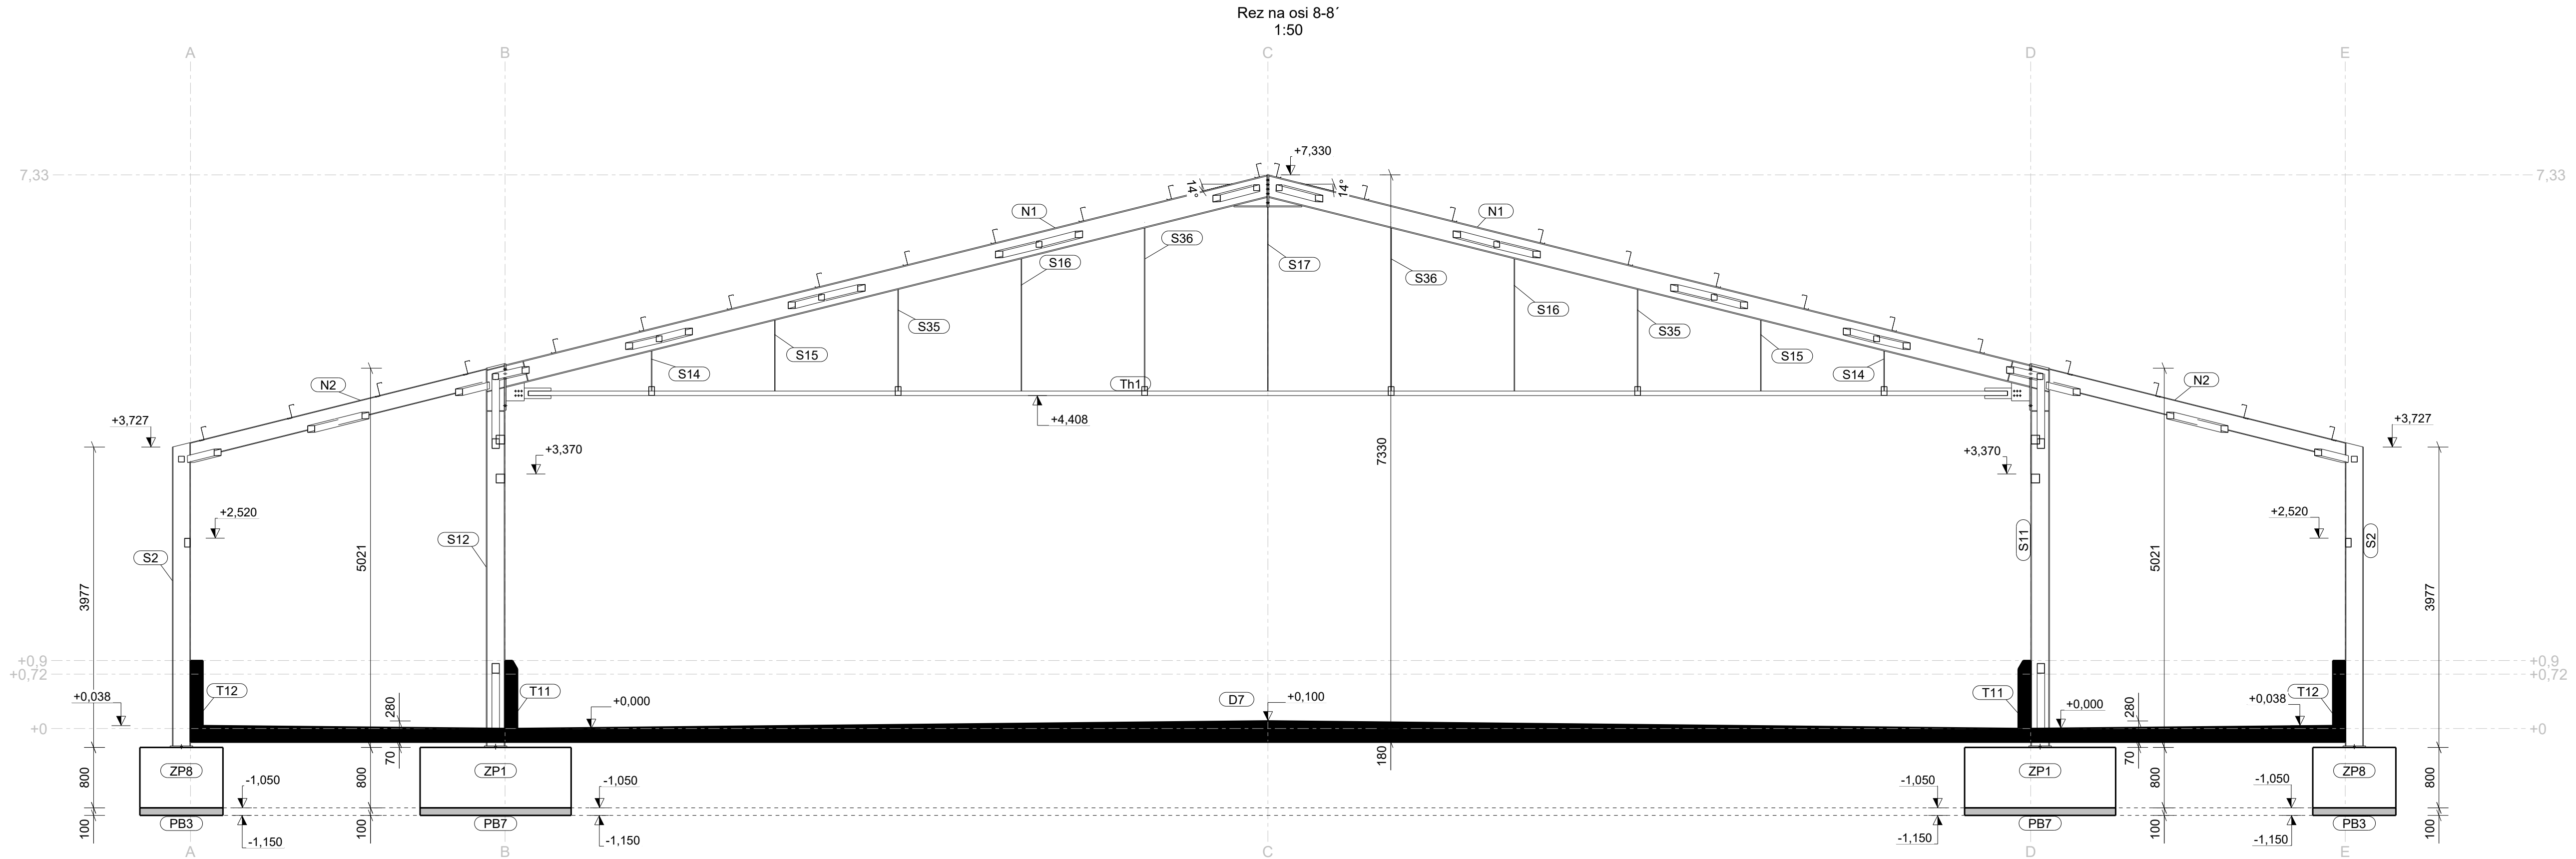 Rez na osi 8-8´
1:50
A
B
C
D
E
7,33
7,33
+7,330
14°
14°
N1
N1
S36
S17
S16
S36
S16
S35
S35
S15
S15
S14
S14
Th1
N2
N2
+4,408
+3,727
+3,727
+3,370
+3,370
7330
+2,520
+2,520
S2
S12
S11
S2
5021
5021
3977
3977
+0,9
+0,9
+0,72
+0,72
+0,038
T12
T11
280
+0,000
D7
+0,100
T11
+0,000
280
+0,038
T12
+0
+0
70
180
70
800
ZP8
800
ZP1
ZP1
800
ZP8
800
-1,050
-1,050
-1,050
-1,050
100
PB3
-1,150
100
PB7
-1,150
-1,150
PB7
100
-1,150
PB3
100
A
B
C
D
E